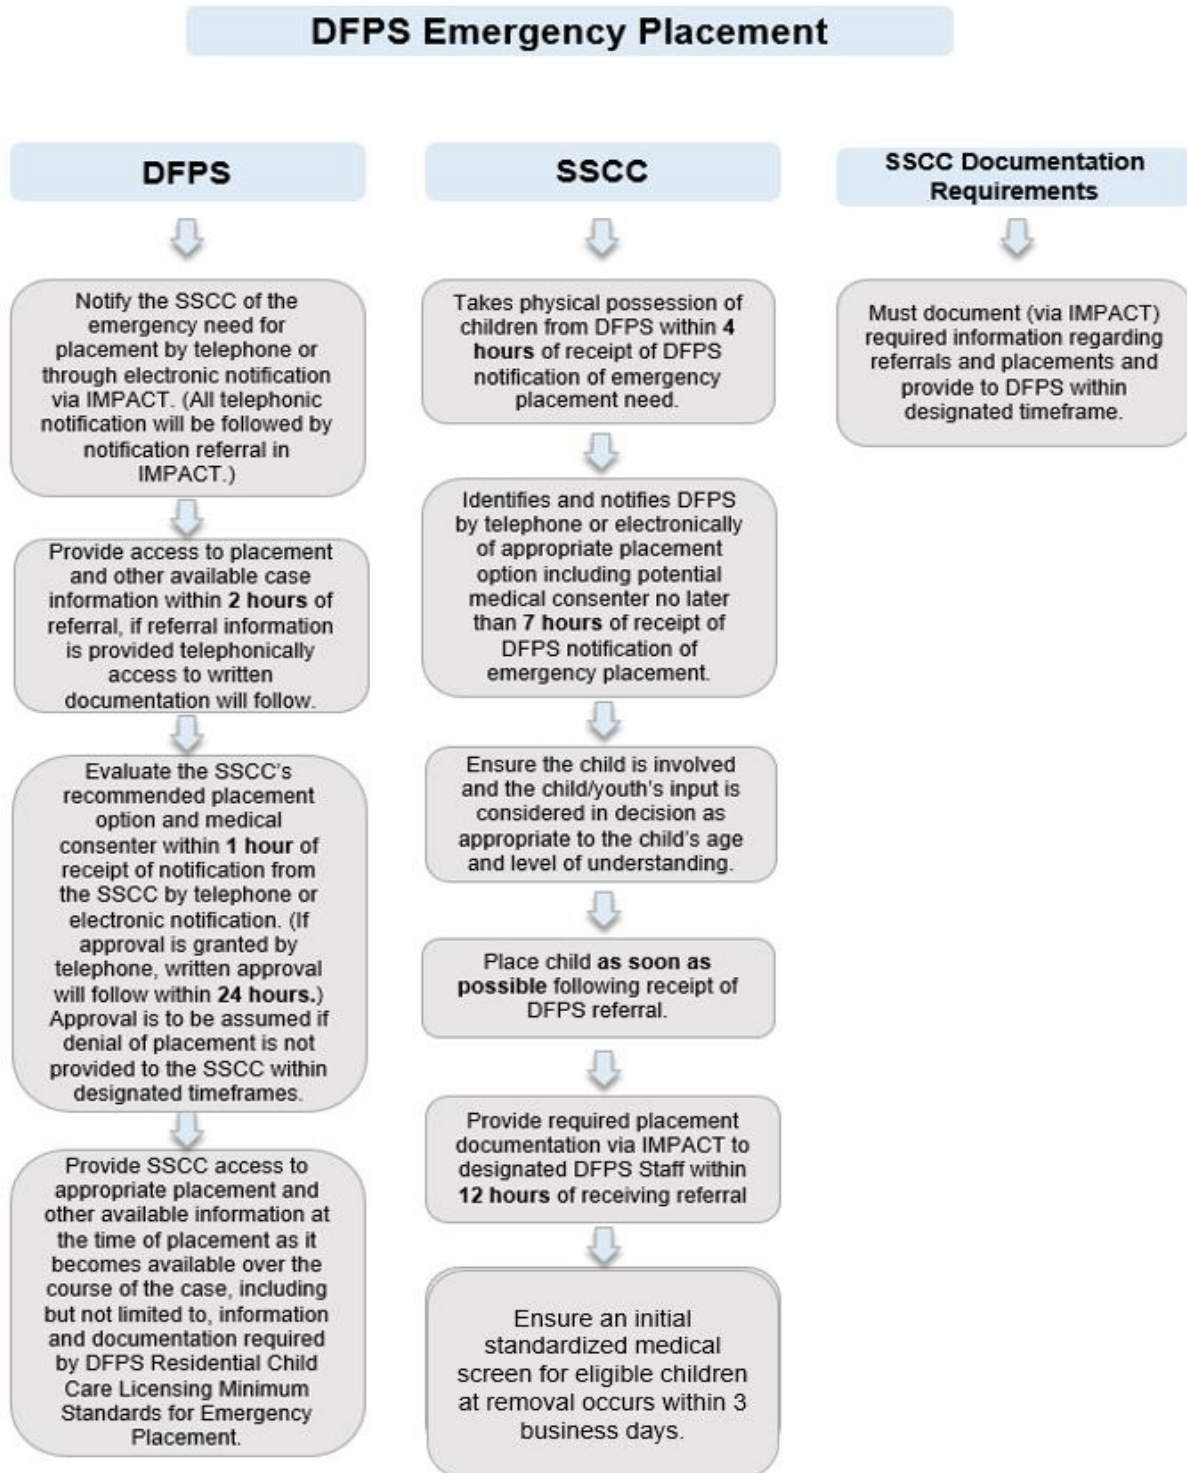 DFPS Emergency Placement
DFPS
Notify the SSCC of the
emergency need for
placement by telephone or
through electronic notification
via IMPACT. (All telephonic
notification will be followed by
notification referral in
IMPACT.)
Provide access to placement
and other available case
information within 2 hours of
referral, if referral information
is provided telephonically
access to written
documentation will follow.
Evaluate the SSCC's
recommended placement
option and medical
consenter within 1 hour of
receipt of notification from
the SSCC by telephone or
electronic notification. (If
approval is granted by
telephone, written approval
will follow within 24 hours.)
Approval is to be assumed if
denial of placement is not
provided to the SSCC within
designated timeframes.
Provide SSCC access to
appropriate placement and
other available information at
the time of placement as it
becomes available over the
course of the case, including
but not limited to, information
and documentation required
by DFPS Residential Child
Care Licensing Minimum
Standards for Emergency
Placement.
SSCC
Takes physical possession of
children from DFPS within 4
hours of receipt of DFPS
notification of emergency
placement need.
Identifies and notifies DFPS
by telephone or electronically
of appropriate placement
option including potential
medical consenter no later
than 7 hours of receipt of
DFPS notification of
emergency placement.
Ensure the child is involved
and the child/youth's input is
considered in decision as
appropriate to the child's age
and level of understanding.
Place child as soon as
possible following receipt of
DFPS referral.
Provide required placement
documentation via IMPACT to
designated DFPS Staff within
12 hours of receiving referral
Ensure an initial
standardized medical
screen for eligible children
at removal occurs within 3
business days.
SSCC Documentation
Requirements
Must document (via IMPACT)
required information regarding
referrals and placements and
provide to DFPS within
designated timeframe.